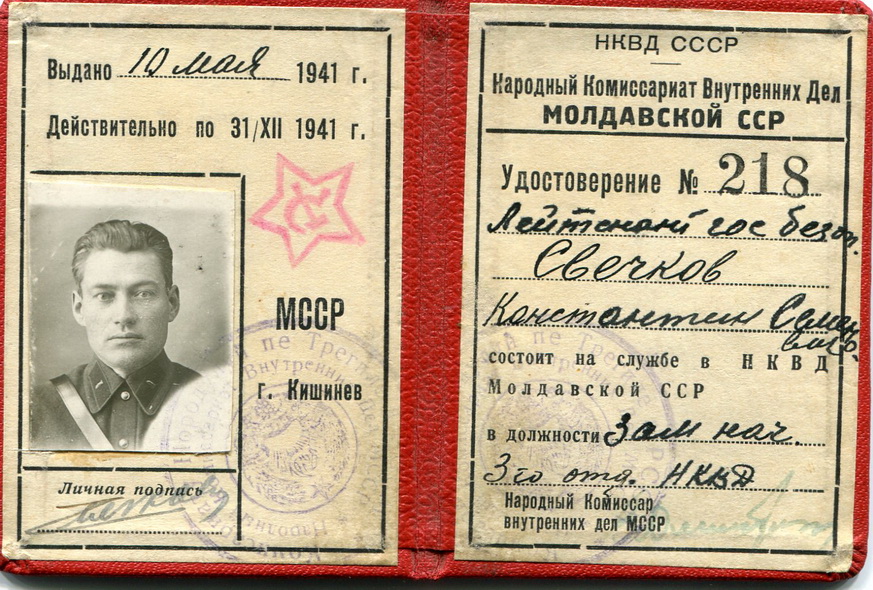 Выдано 10 мая 1941 г.
Действительно по 31/XII 1941 г.
МССР
г. Кишинев
Личная подпись
НКВД СССР
Народный Комиссариат Внутренних Дел
МОЛДАВСКОЙ ССР
Удостоверение № 218
Лейтенант гос безоп.
Свечков
Константин Семенович
состоит на службе в НКВД
Молдавской ССР
в должности Зам нач.
3го отд. НКВД
Народный Комиссар
внутренних дел МССР